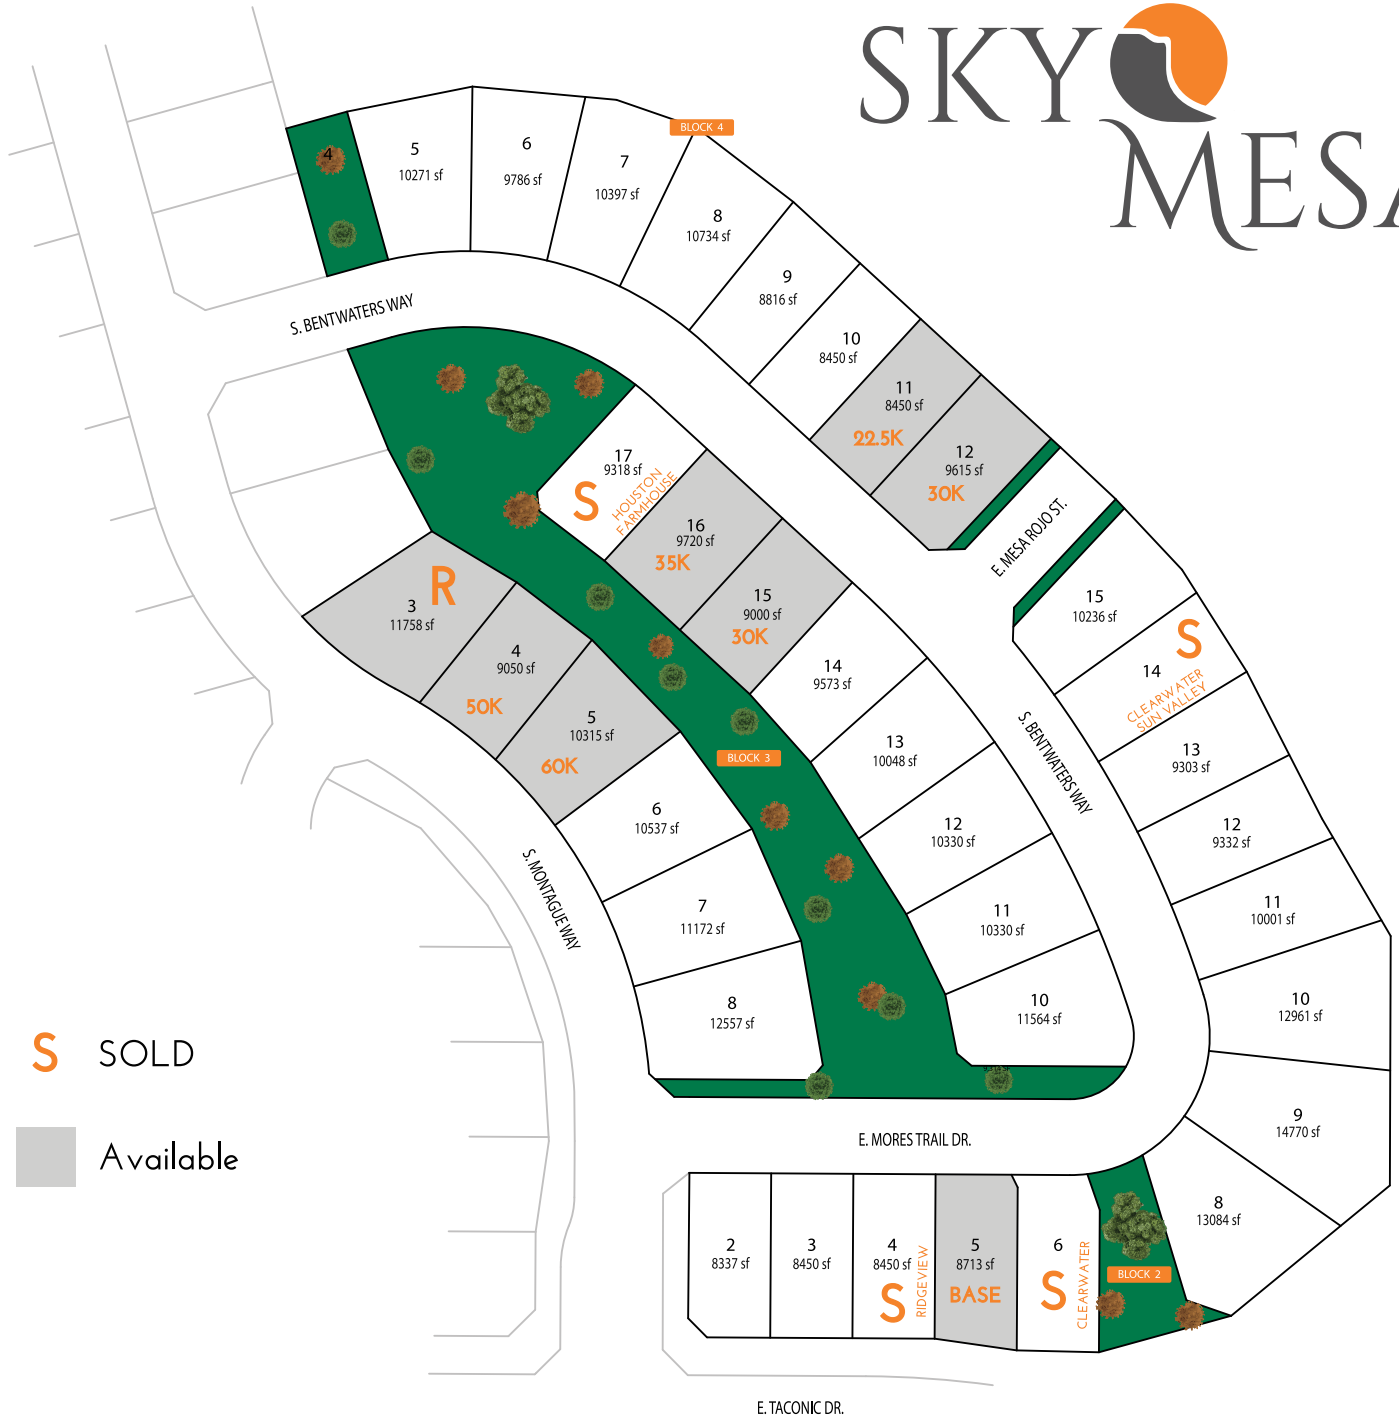 SKY
MESA
BLOCK 4
4
5
10271 sf
6
9786 sf
7
10397 sf
8
10734 sf
9
8816 sf
10
8450 sf
11
8450 sf
22.5K
12
9615 sf
30K
S. BENTWATERS WAY
E. MESA ROJO ST.
17
9318 sf
S
HOUSTON
FARMHOUSE
16
9720 sf
35K
15
9000 sf
30K
14
9573 sf
13
10048 sf
12
10330 sf
11
10330 sf
10
11564 sf
3
11758 sf
R
4
9050 sf
50K
5
10315 sf
60K
6
10537 sf
7
11172 sf
8
12557 sf
BLOCK 3
S. MONTAGUE WAY
S. BENTWATERS WAY
15
10236 sf
14
S
CLEARWATER
SUN VALLEY
13
9303 sf
12
9332 sf
11
10001 sf
10
12961 sf
9
14770 sf
8
13084 sf
S SOLD
Available
E. MORES TRAIL DR.
2
8337 sf
3
8450 sf
4
8450 sf
S
RIDGEVIEW
5
8713 sf
BASE
6
S
CLEARWATER
BLOCK 2
E. TACONIC DR.